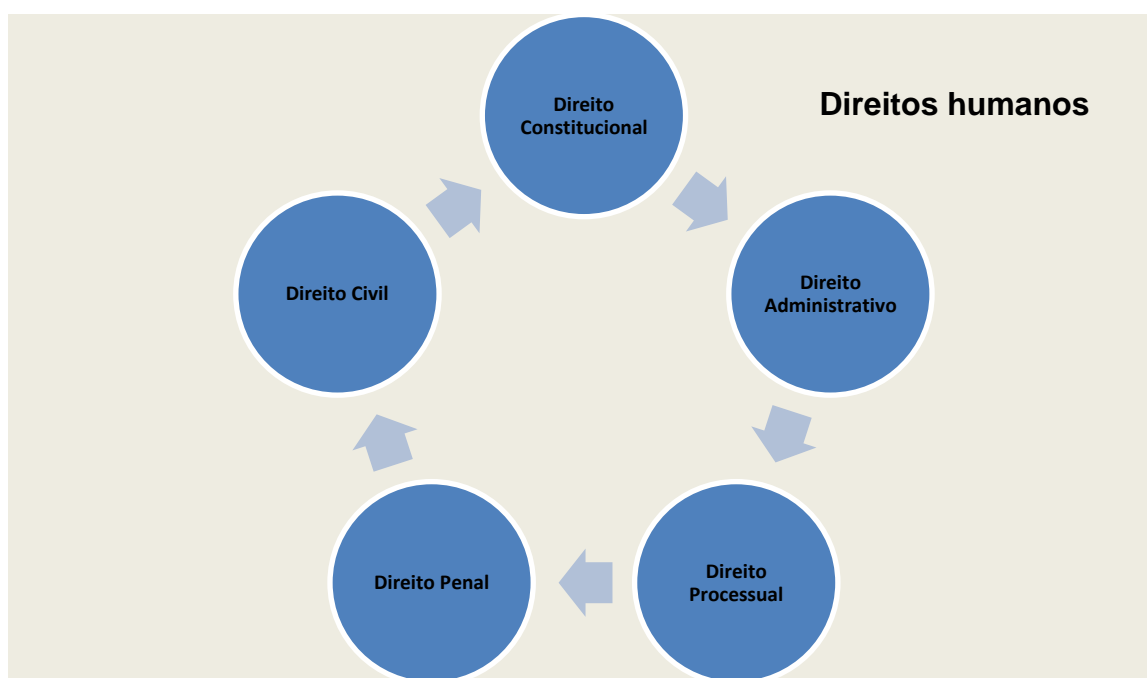 Direitos humanos
Direito
Constitucional
Direito
Administrativo
Direito
Processual
Direito Penal
Direito Civil